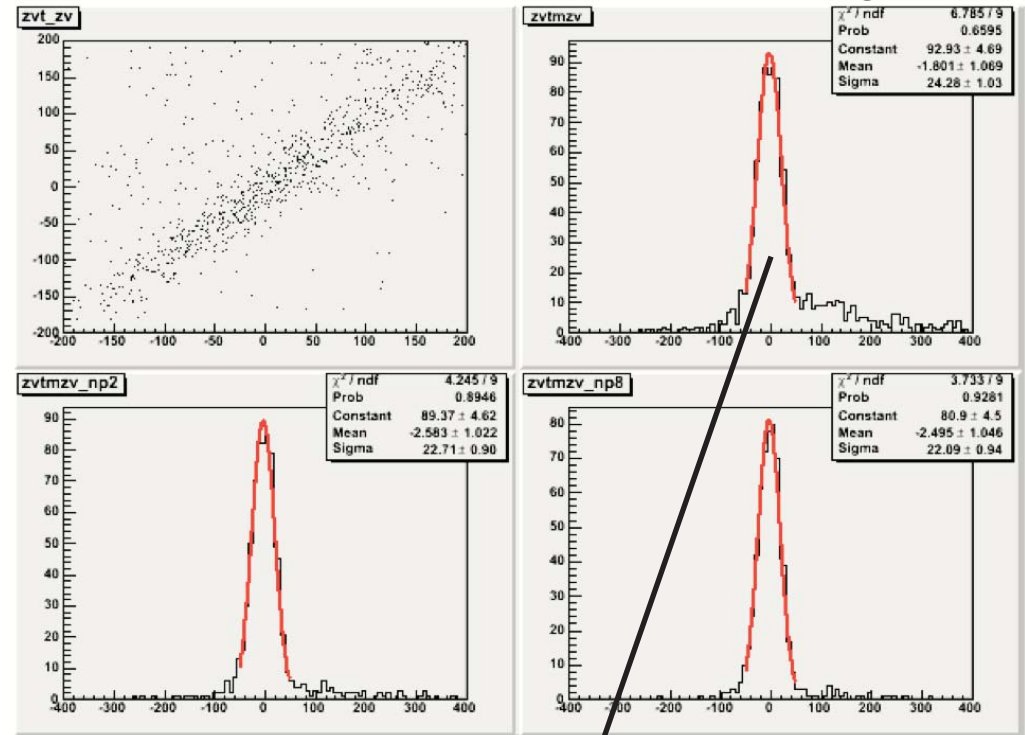 zvt_zv
200
150
100
50
0
-50
-100
-150
-200
-200 -150 -100 -50 0 50 100 150 200
zvtmzv
χ² / ndf 6.785 / 9
Prob 0.6595
Constant 92.93 ± 4.69
Mean -1.801 ± 1.069
Sigma 24.28 ± 1.03
90
80
70
60
50
40
30
20
10
0
-400 -300 -200 -100 0 100 200 300 400
zvtmzv_np2
χ² / ndf 4.245 / 9
Prob 0.8946
Constant 89.37 ± 4.62
Mean -2.583 ± 1.022
Sigma 22.71 ± 0.90
90
80
70
60
50
40
30
20
10
0
-400 -300 -200 -100 0 100 200 300 400
zvtmzv_np8
χ² / ndf 3.733 / 9
Prob 0.9281
Constant 80.9 ± 4.5
Mean -2.495 ± 1.046
Sigma 22.09 ± 0.94
80
70
60
50
40
30
20
10
0
-400 -300 -200 -100 0 100 200 300 400